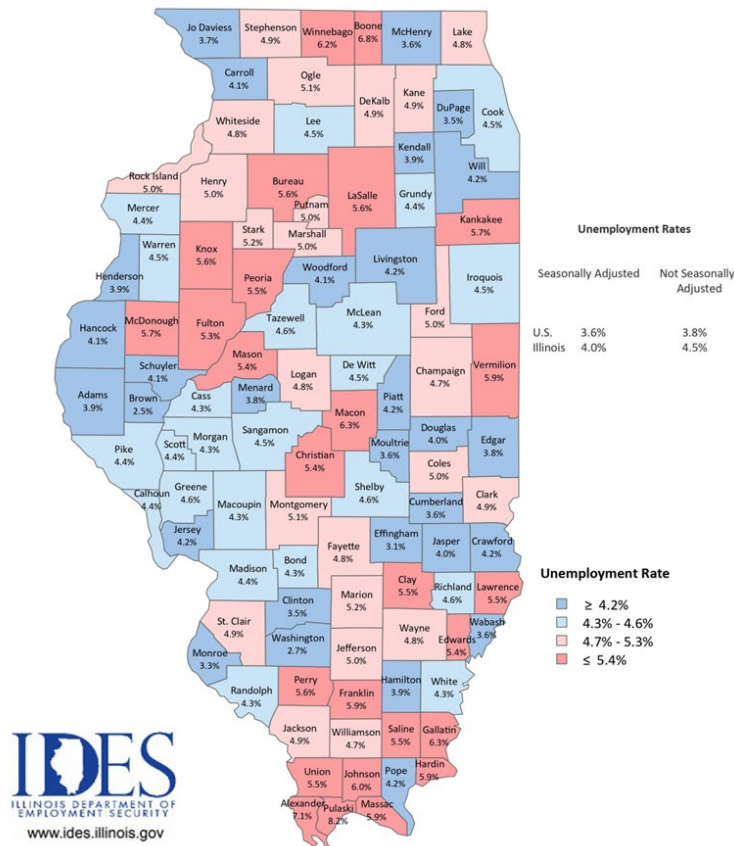 Jo Daviess
3.7%
Stephenson
4.9%
Winnebago
6.2%
Boone
6.8%
McHenry
3.6%
Lake
4.8%
Carroll
4.1%
Ogle
5.1%
DeKalb
4.9%
Kane
4.9%
DuPage
3.5%
Cook
4.5%
Whiteside
4.8%
Lee
4.5%
Kendall
3.9%
Will
4.2%
Rock Island
5.0%
Henry
5.0%
Bureau
5.6%
Putnam
5.0%
LaSalle
5.6%
Grundy
4.4%
Kankakee
5.7%
Mercer
4.4%
Warren
4.5%
Knox
5.6%
Stark
5.2%
Marshall
5.0%
Henderson
3.9%
Peoria
5.5%
Woodford
4.1%
Livingston
4.2%
Iroquois
4.5%
Ford
5.0%
Hancock
4.1%
McDonough
5.7%
Fulton
5.3%
Tazewell
4.6%
McLean
4.3%
Mason
5.4%
Schuyler
4.1%
Logan
4.8%
De Witt
4.5%
Champaign
4.7%
Vermilion
5.9%
Adams
3.9%
Brown
2.5%
Cass
4.3%
Menard
3.8%
Macon
6.3%
Piatt
4.2%
Douglas
4.0%
Edgar
3.8%
Pike
4.4%
Scott
4.4%
Morgan
4.3%
Sangamon
4.5%
Christian
5.4%
Moultrie
3.6%
Coles
5.0%
Calhoun
4.4%
Greene
4.6%
Macoupin
4.3%
Montgomery
5.1%
Shelby
4.6%
Cumberland
3.6%
Clark
4.9%
Jersey
4.2%
Fayette
4.8%
Effingham
3.1%
Jasper
4.0%
Crawford
4.2%
Madison
4.4%
Bond
4.3%
Clinton
3.5%
Marion
5.2%
Clay
5.5%
Richland
4.6%
Lawrence
5.5%
St. Clair
4.9%
Washington
2.7%
Jefferson
5.0%
Wayne
4.8%
Edwards
5.4%
Wabash
3.6%
Monroe
3.3%
Randolph
4.3%
Perry
5.6%
Franklin
5.9%
Hamilton
3.9%
White
4.3%
Jackson
4.9%
Williamson
4.7%
Saline
5.5%
Gallatin
6.3%
Union
5.5%
Johnson
6.0%
Pope
4.2%
Hardin
5.9%
Alexander
7.1%
Pulaski
8.2%
Massac
5.9%
Unemployment Rates
Seasonally Adjusted Not Seasonally
Adjusted
U.S. 3.6% 3.8%
Illinois 4.0% 4.5%
Unemployment Rate
≥ 4.2%
4.3% - 4.6%
4.7% - 5.3%
≤ 5.4%
IDES
ILLINOIS DEPARTMENT OF
EMPLOYMENT SECURITY
www.ides.illinois.gov